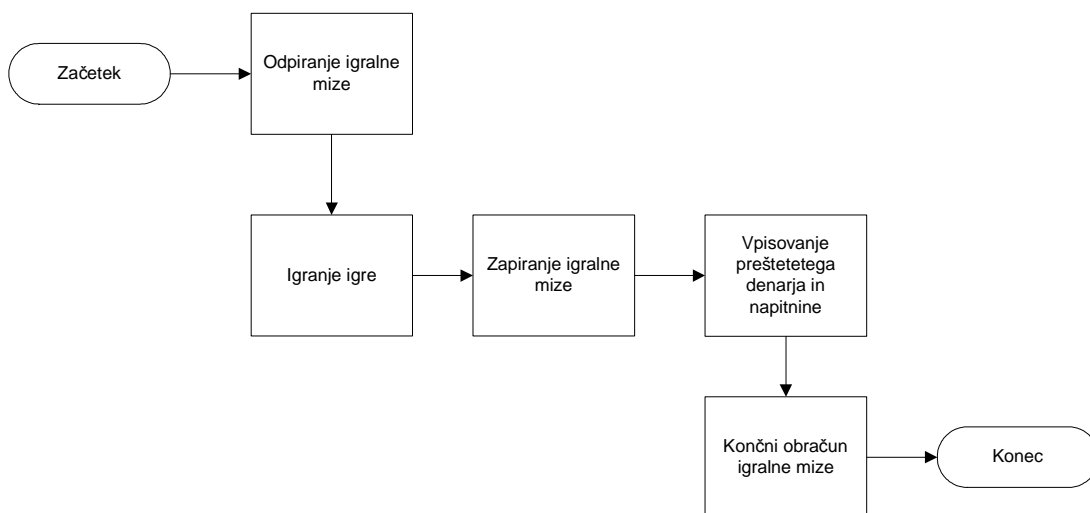 Začetek
Odpiranje igralne
mize
Igranje igre
Zapiranje igralne
mize
Vpisovanje
preštetetega
denarja in
napitnine
Končni obračun
igralne mize
Konec